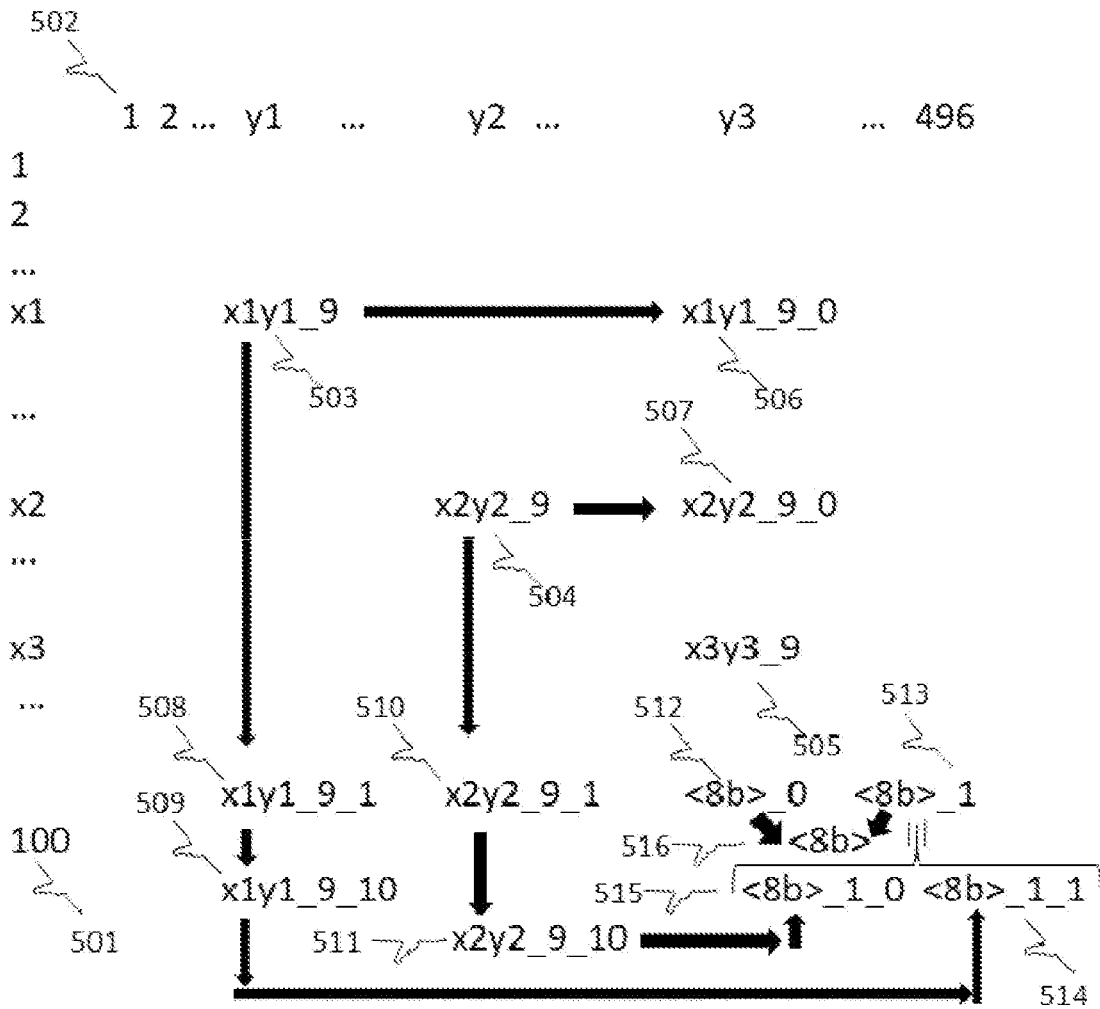 502
1 2 ... y1 ... y2 ... y3 ... 496
1
2
...
x1 x1y1_9 x1y1_9_0
503 506
... 507
x2 x2y2_9 x2y2_9_0
...
504
x3 x3y3_9
...
508 510 512 505 513
x1y1_9_1 x2y2_9_1 <8b>_0 <8b>_1
509
100 516 <8b>
x1y1_9_10 515 <8b>_1_0 <8b>_1_1
501 511 x2y2_9_10
514